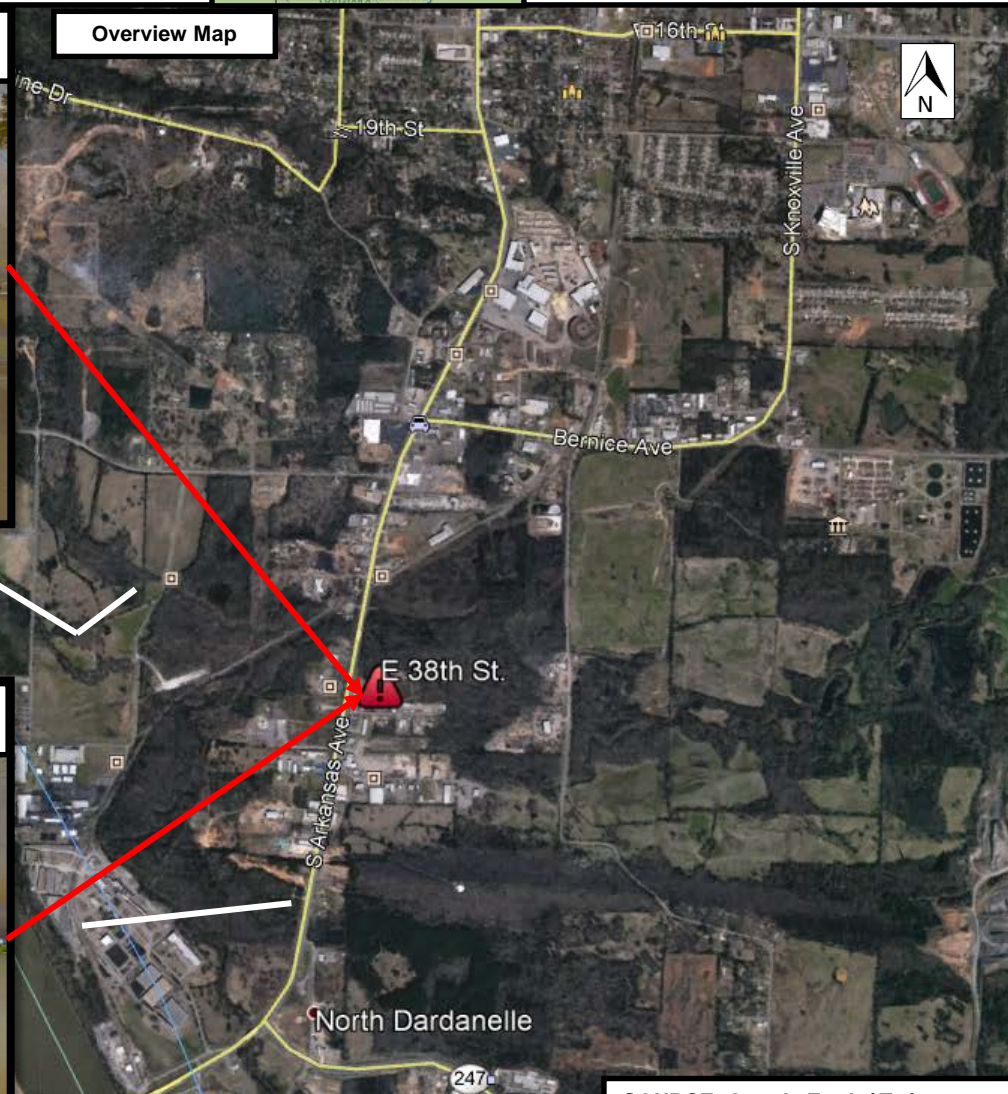 Overview Map
ine Dr
16th St
N
19th St
S Knoxville Ave
Bernice Ave
E 38th St.
S Arkansas Ave
North Dardanelle
247